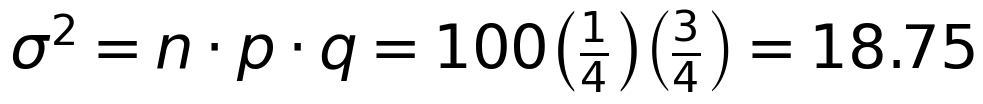 σ² = n · p · q = 100(1/4)(3/4) = 18.75